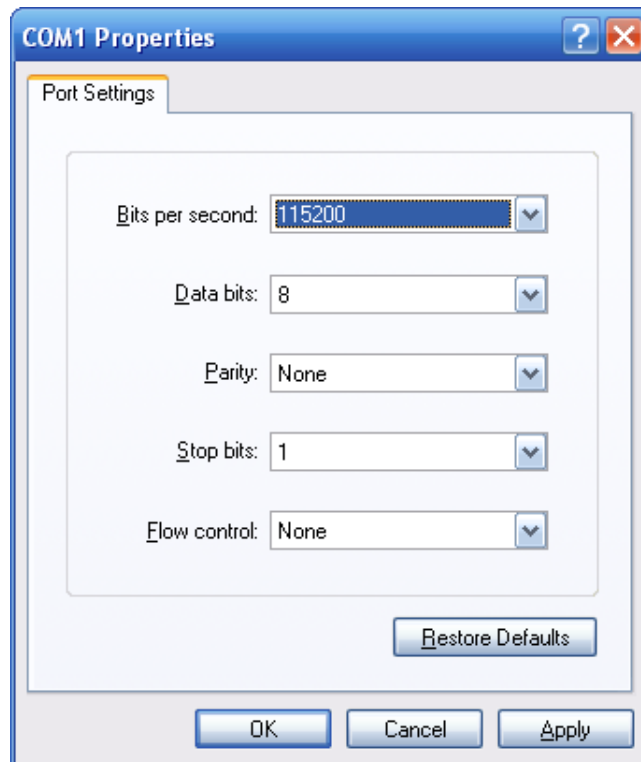 COM1 Properties
Port Settings
Bits per second: 115200
Data bits: 8
Parity: None
Stop bits: 1
Flow control: None
Restore Defaults
OK Cancel Apply